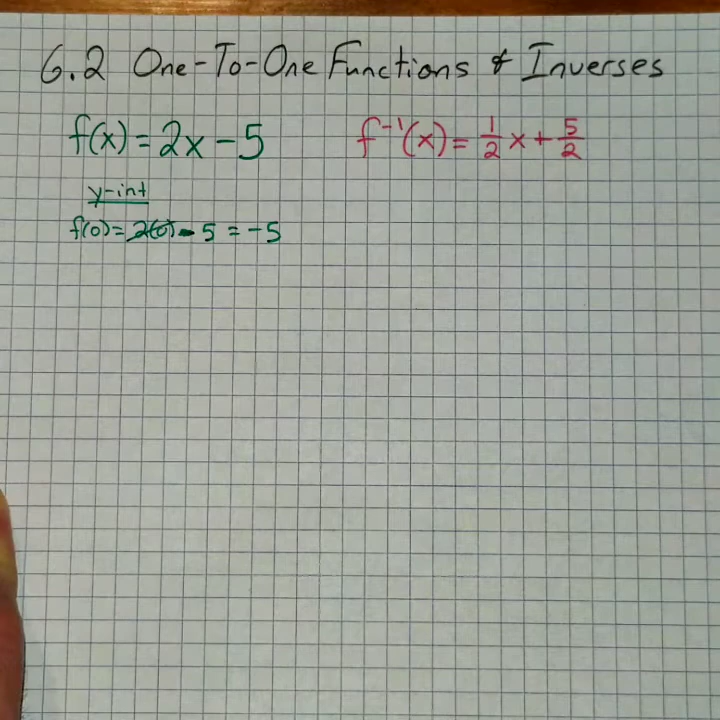 6.2 One-To-One Functions & Inverses
f(x) = 2x - 5
f⁻¹(x) = 1/2 x + 5/2
y-int
f(0) = 2(0) - 5 = -5